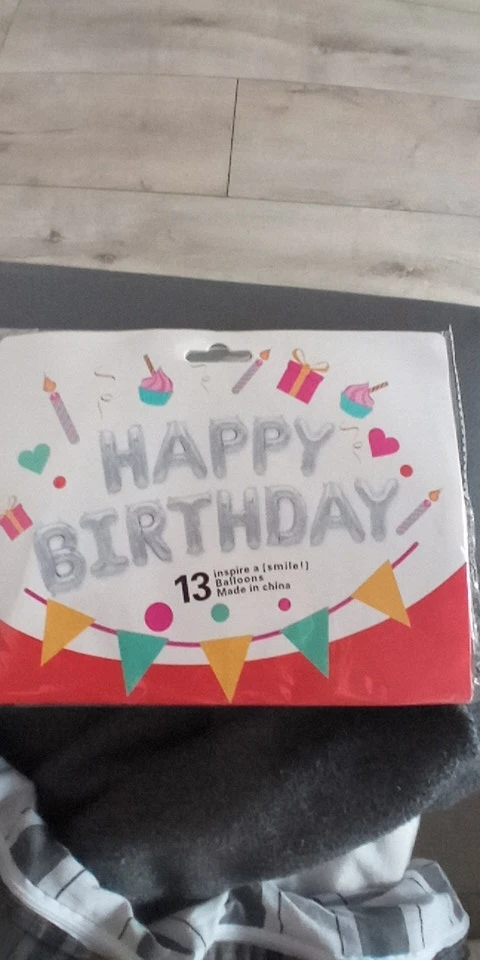 HAPPY
BIRTHDAY
13 inspire a [smile!]
Balloons
Made in china